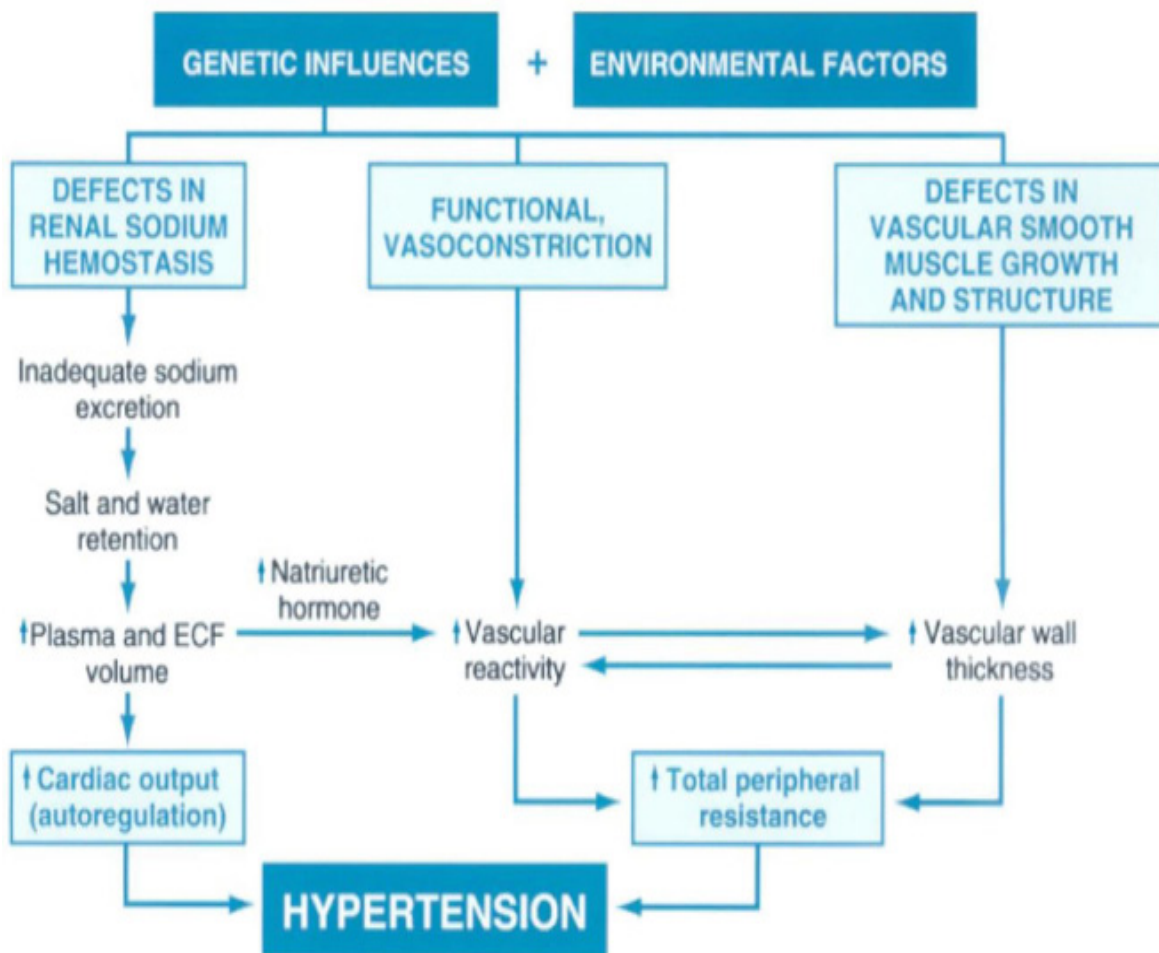 GENETIC INFLUENCES + ENVIRONMENTAL FACTORS
DEFECTS IN
RENAL SODIUM
HEMOSTASIS
FUNCTIONAL,
VASOCONSTRICTION
DEFECTS IN
VASCULAR SMOOTH
MUSCLE GROWTH
AND STRUCTURE
Inadequate sodium
excretion
Salt and water
retention
↑Natriuretic
hormone
↑Plasma and ECF
volume
↑Vascular
reactivity
↑ Vascular wall
thickness
↑Cardiac output
(autoregulation)
↑Total peripheral
resistance
HYPERTENSION